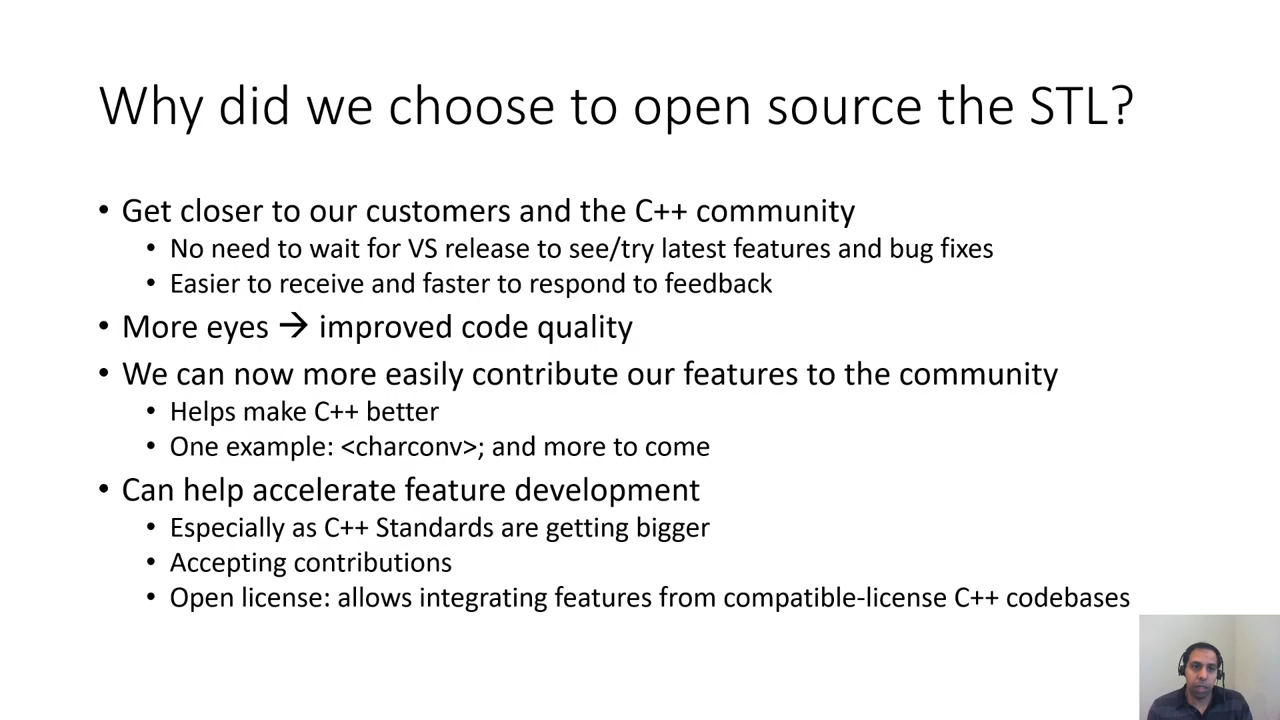 Why did we choose to open source the STL?
• Get closer to our customers and the C++ community
• No need to wait for VS release to see/try latest features and bug fixes
• Easier to receive and faster to respond to feedback
• More eyes → improved code quality
• We can now more easily contribute our features to the community
• Helps make C++ better
• One example: <charconv>; and more to come
• Can help accelerate feature development
• Especially as C++ Standards are getting bigger
• Accepting contributions
• Open license: allows integrating features from compatible-license C++ codebases